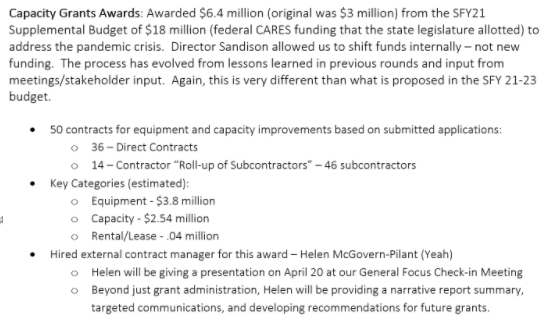 Capacity Grants Awards: Awarded $6.4 million (original was $3 million) from the SFY21
Supplemental Budget of $18 million (federal CARES funding that the state legislature allotted) to
address the pandemic crisis. Director Sandison allowed us to shift funds internally – not new
funding. The process has evolved from lessons learned in previous rounds and input from
meetings/stakeholder input. Again, this is very different than what is proposed in the SFY 21-23
budget.
• 50 contracts for equipment and capacity improvements based on submitted applications:
o 36 – Direct Contracts
o 14 – Contractor “Roll-up of Subcontractors” – 46 subcontractors
• Key Categories (estimated):
o Equipment - $3.8 million
o Capacity - $2.54 million
o Rental/Lease - .04 million
• Hired external contract manager for this award – Helen McGovern-Pilant (Yeah)
o Helen will be giving a presentation on April 20 at our General Focus Check-in Meeting
o Beyond just grant administration, Helen will be providing a narrative report summary,
targeted communications, and developing recommendations for future grants.